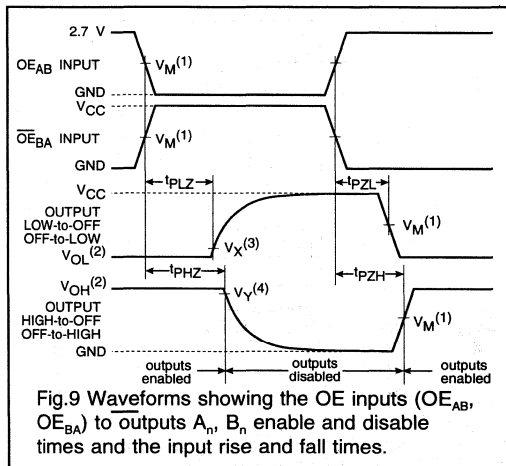 2.7 V
OE_AB INPUT
V_M(1)
GND
V_CC
O̅E̅_BA INPUT
V_M(1)
GND
t_PLZ
t_PZL
V_CC
OUTPUT
LOW-to-OFF
OFF-to-LOW
V_M(1)
V_X(3)
V_OL(2)
t_PHZ
t_PZH
V_OH(2)
V_Y(4)
OUTPUT
HIGH-to-OFF
OFF-to-HIGH
V_M(1)
GND
outputs enabled
outputs disabled
outputs enabled
Fig.9 Waveforms showing the OE inputs (OE_AB,
OE_BA) to outputs A_n, B_n enable and disable
times and the input rise and fall times.